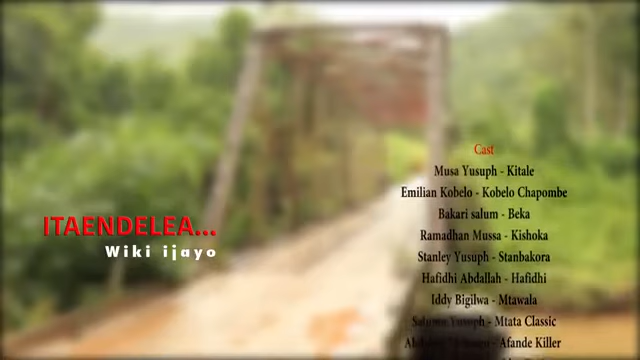 ITAENDELEA...
Wiki ijayo
Cast
Musa Yusuph - Kitale
Emilian Kobelo - Kobelo Chapombe
Bakari salum - Beka
Ramadhan Mussa - Kishoka
Stanley Yusuph - Stanbakora
Hafidhi Abdallah - Hafidhi
Iddy Bigilwa - Mtawala
Yusuph - Mtata Classic
- Afande Killer